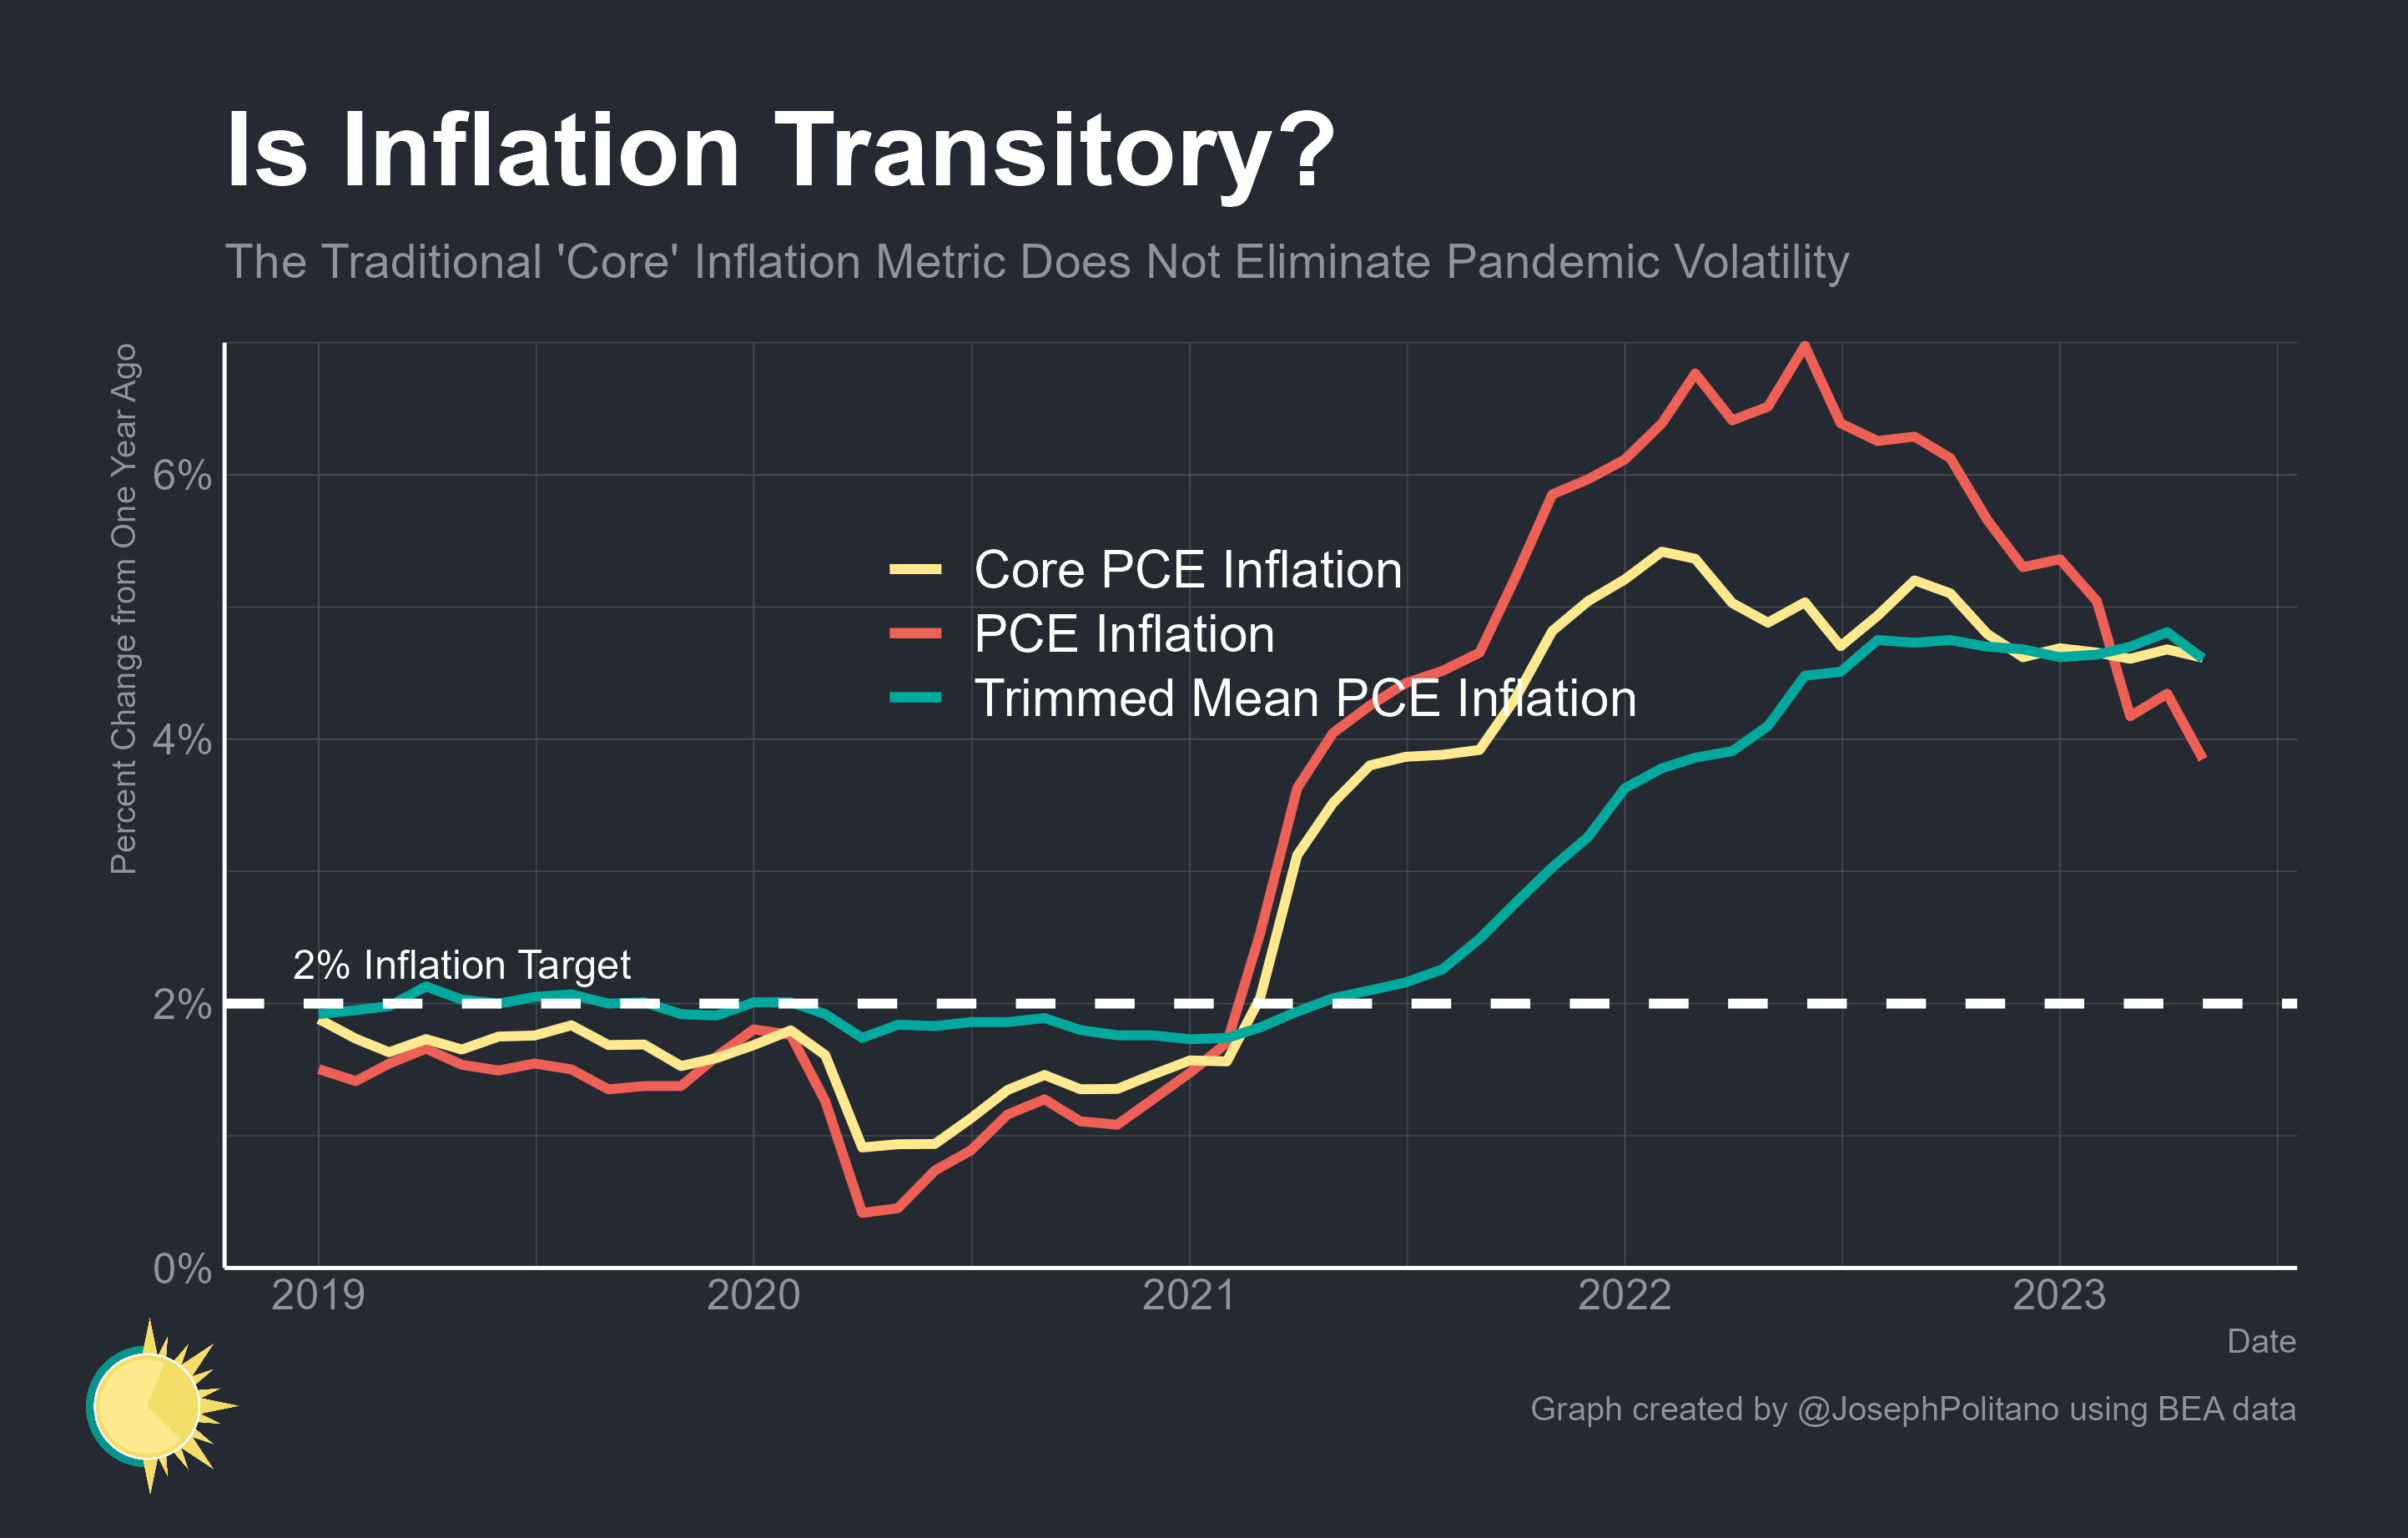 Is Inflation Transitory?
The Traditional 'Core' Inflation Metric Does Not Eliminate Pandemic Volatility
Percent Change from One Year Ago
6%
4%
2%
0%
Core PCE Inflation
PCE Inflation
Trimmed Mean PCE Inflation
2% Inflation Target
2019
2020
2021
2022
2023
Date
Graph created by @JosephPolitano using BEA data